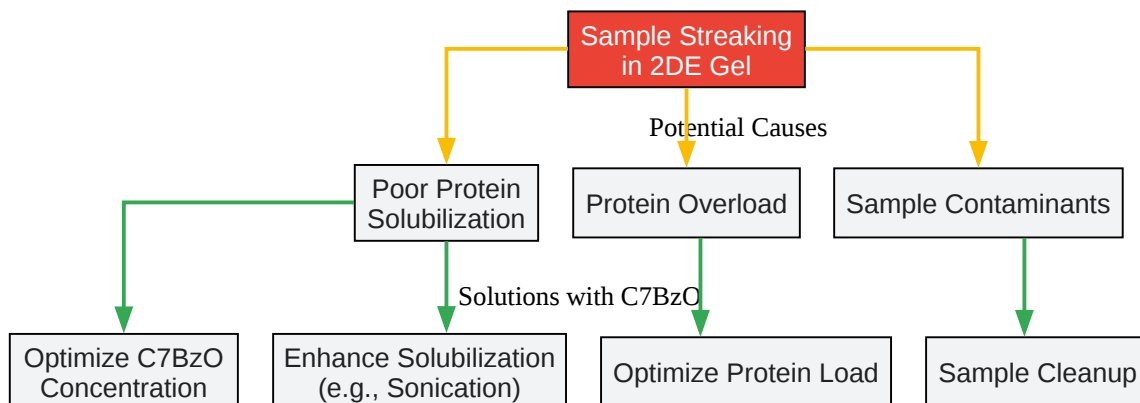 Sample Streaking
in 2DE Gel
Potential Causes
Poor Protein
Solubilization
Protein Overload
Sample Contaminants
Solutions with C7BzO
Optimize C7BzO
Concentration
Enhance Solubilization
(e.g., Sonication)
Optimize Protein Load
Sample Cleanup